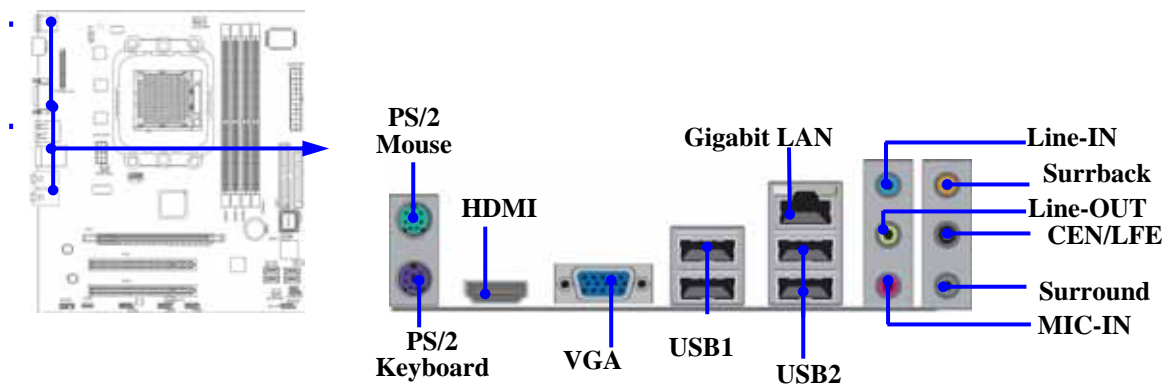 PS/2
Mouse
Gigabit LAN
Line-IN
Surrback
HDMI
Line-OUT
CEN/LFE
Surround
MIC-IN
PS/2
Keyboard
VGA
USB1
USB2